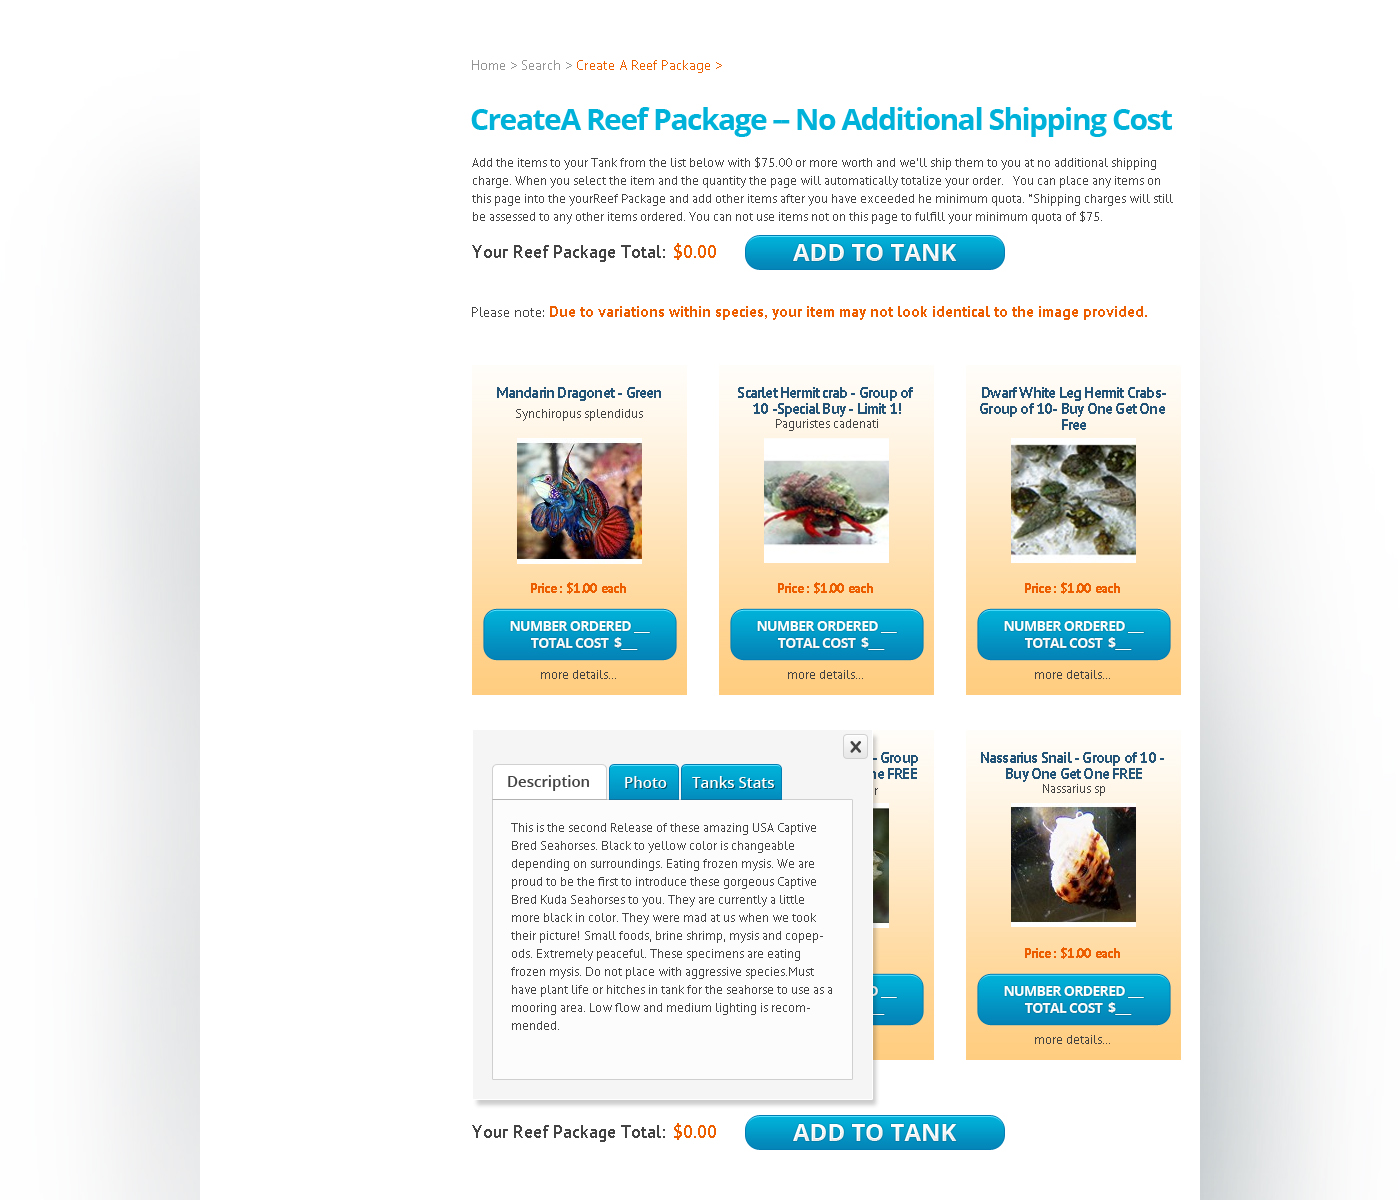 Home > Search > Create A Reef Package >
CreateA Reef Package – No Additional Shipping Cost
Add the items to your Tank from the list below with $75.00 or more worth and we'll ship them to you at no additional shipping
charge. When you select the item and the quantity the page will automatically totalize your order. You can place any items on
this page into the yourReef Package and add other items after you have exceeded he minimum quota. *Shipping charges will still
be assessed to any other items ordered. You can not use items not on this page to fulfill your minimum quota of $75.
Your Reef Package Total: $0.00
ADD TO TANK
Please note: Due to variations within species, your item may not look identical to the image provided.
Mandarin Dragonet - Green
Synchiropus splendidus
Price : $1.00 each
NUMBER ORDERED __
TOTAL COST $__
more details...
Scarlet Hermit crab - Group of
10 -Special Buy - Limit 1!
Paguristes cadenati
Price : $1.00 each
NUMBER ORDERED __
TOTAL COST $__
more details...
Dwarf White Leg Hermit Crabs-
Group of 10- Buy One Get One
Free
Price : $1.00 each
NUMBER ORDERED __
TOTAL COST $__
more details...
Description
Photo
Tanks Stats
This is the second Release of these amazing USA Captive
Bred Seahorses. Black to yellow color is changeable
depending on surroundings. Eating frozen mysis. We are
proud to be the first to introduce these gorgeous Captive
Bred Kuda Seahorses to you. They are currently a little
more black in color. They were mad at us when we took
their picture! Small foods, brine shrimp, mysis and copep-
ods. Extremely peaceful. These specimens are eating
frozen mysis. Do not place with aggressive species.Must
have plant life or hitches in tank for the seahorse to use as a
mooring area. Low flow and medium lighting is recom-
mended.
- Group
FREE
Nassarius Snail - Group of 10 -
Buy One Get One FREE
Nassarius sp
Price : $1.00 each
NUMBER ORDERED __
TOTAL COST $__
more details...
Your Reef Package Total: $0.00
ADD TO TANK